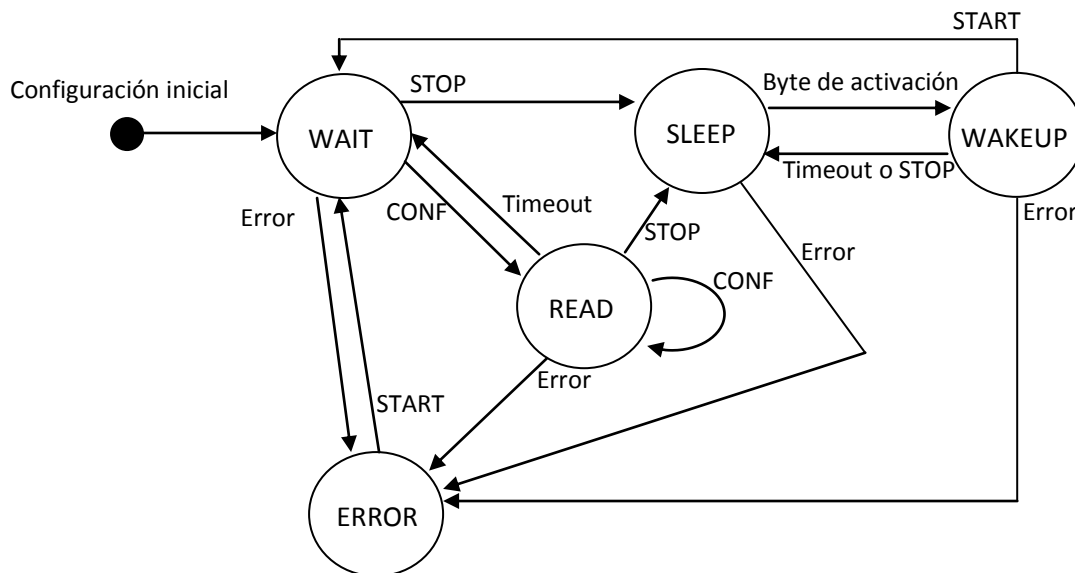 START
Configuración inicial
STOP
Byte de activación
WAIT
SLEEP
WAKEUP
Timeout o STOP
Error
CONF
Timeout
STOP
Error
Error
CONF
READ
Error
START
ERROR